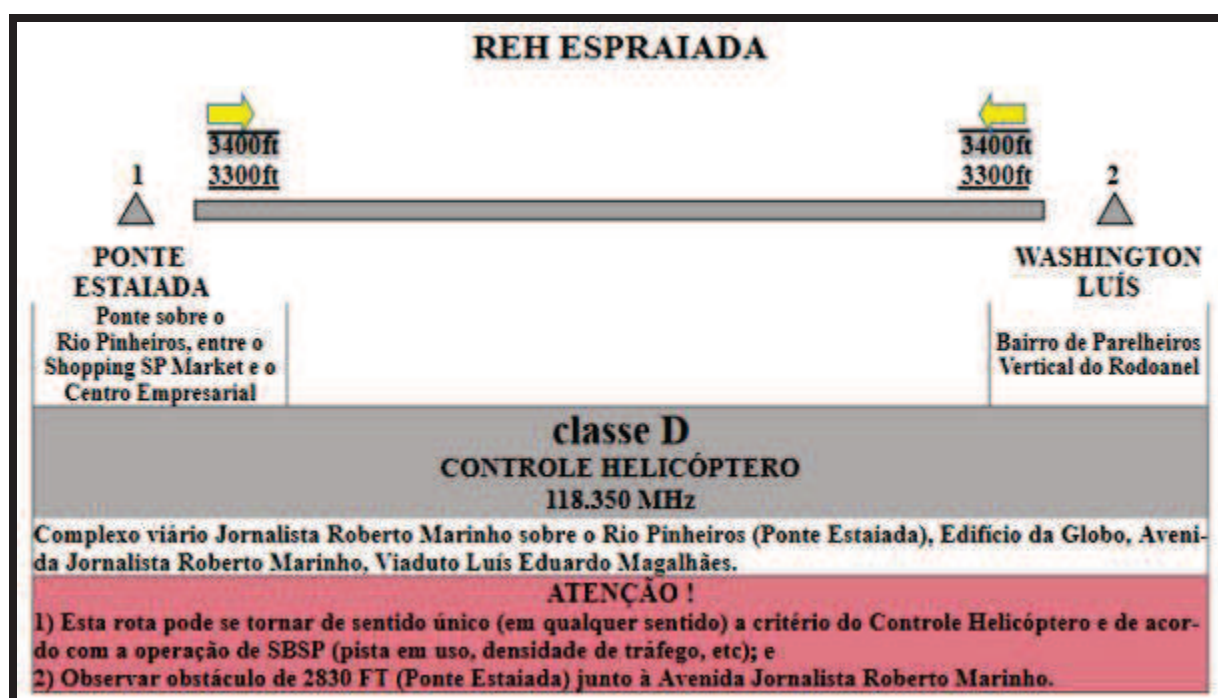 REH ESPRAIADA
3400ft
3300ft
3400ft
3300ft
1
2
PONTE
ESTAIADA
WASHINGTON
LUÍS
Ponte sobre o
Rio Pinheiros, entre o
Shopping SP Market e o
Centro Empresarial
Bairro de Parelheiros
Vertical do Rodoanel
classe D
CONTROLE HELICÓPTERO
118.350 MHz
Complexo viário Jornalista Roberto Marinho sobre o Rio Pinheiros (Ponte Estaiada), Edifício da Globo, Aveni-
da Jornalista Roberto Marinho, Viaduto Luís Eduardo Magalhães.
ATENÇÃO !
1) Esta rota pode se tornar de sentido único (em qualquer sentido) a critério do Controle Helicóptero e de acor-
do com a operação de SBSP (pista em uso, densidade de tráfego, etc); e
2) Observar obstáculo de 2830 FT (Ponte Estaiada) junto à Avenida Jornalista Roberto Marinho.